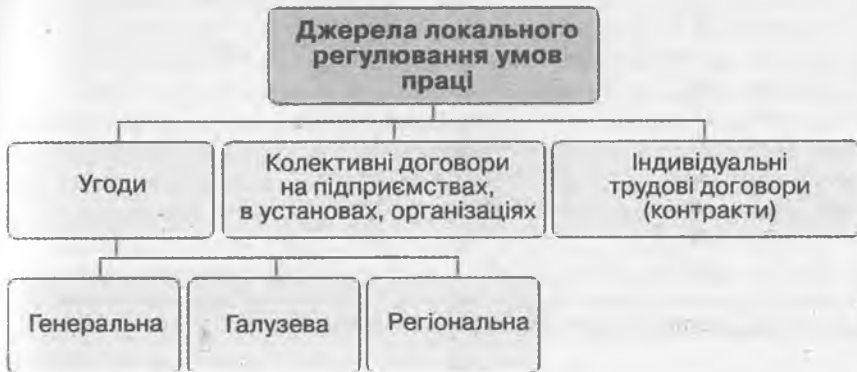 Джерела локального
регулювання умов
праці
Угоди
Колективні договори
на підприємствах,
в установах, організаціях
Індивідуальні
трудові договори
(контракти)
Генеральна
Галузева
Регіональна